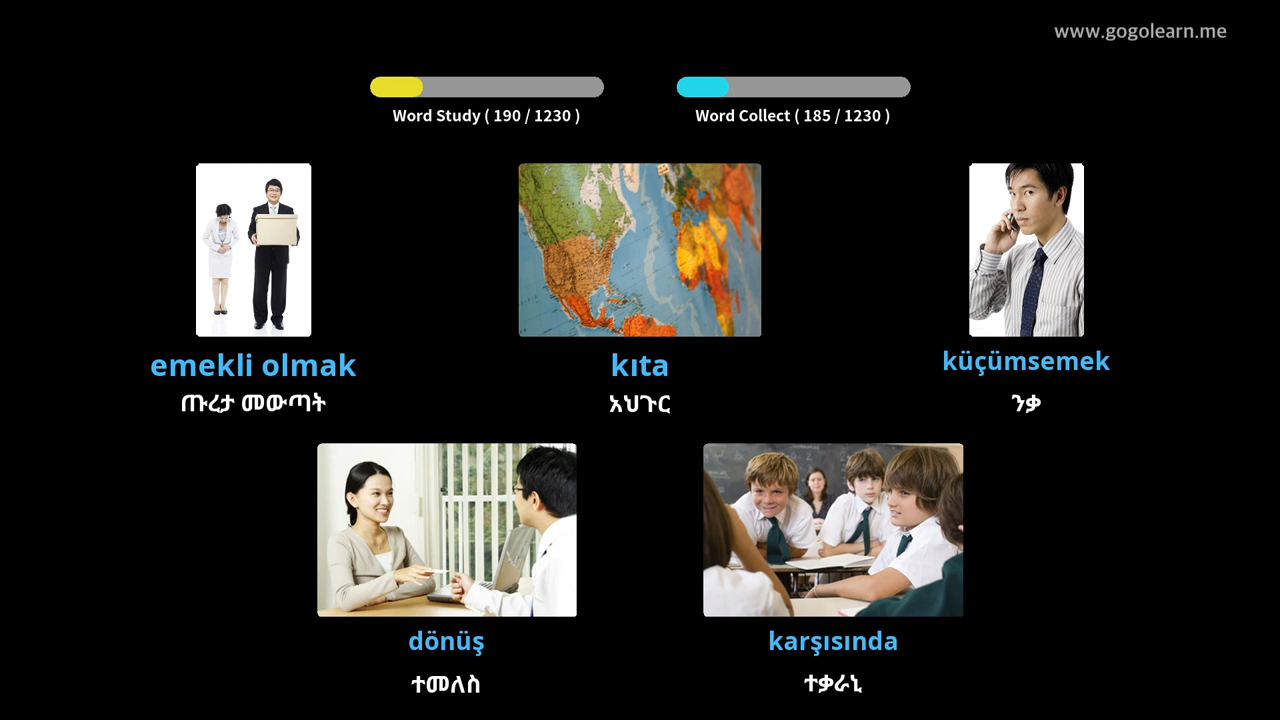 www.gogolearn.me
Word Study ( 190 / 1230 )
Word Collect ( 185 / 1230 )
emekli olmak
ጡረታ መውጣት
kıta
አህጉር
küçümsemek
ንቃ
dönüş
ተመለስ
karşısında
ተቃራኒ